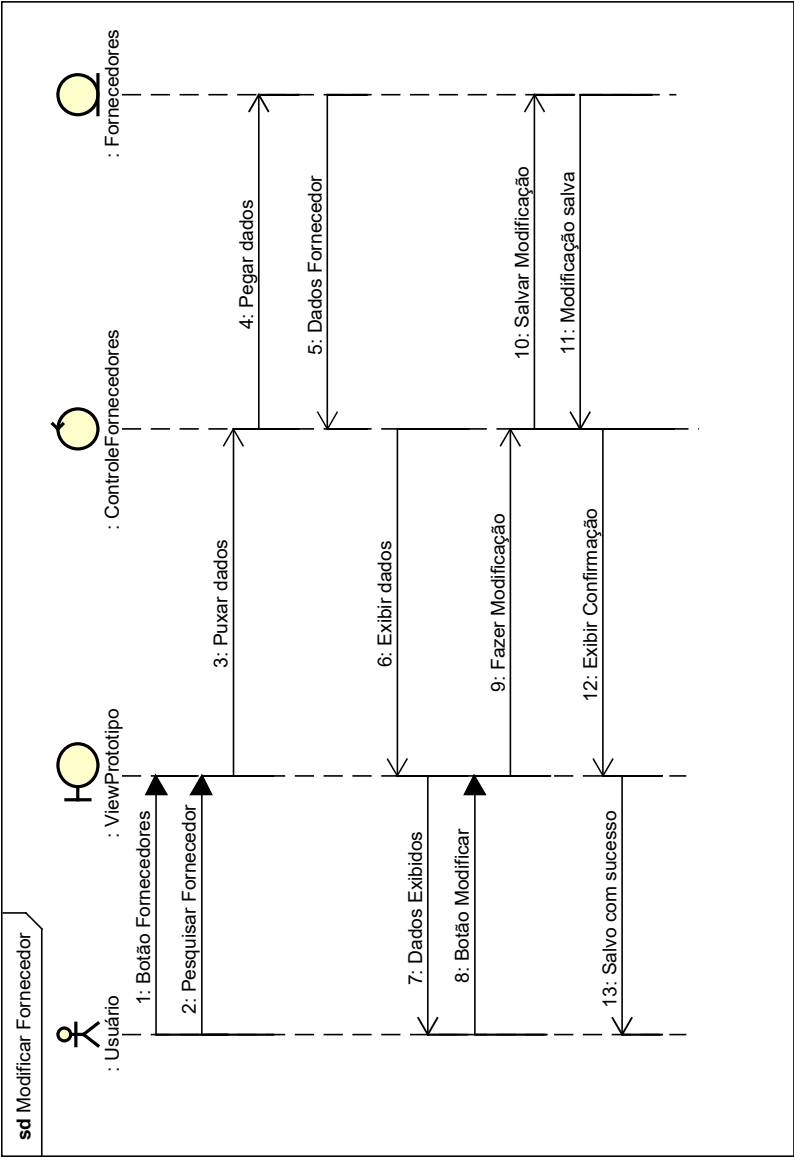 sd Modificar Fornecedor
: Usuário
: ViewPrototipo
: ControleFornecedores
: Fornecedores
1: Botão Fornecedores
2: Pesquisar Fornecedor
3: Puxar dados
4: Pegar dados
5: Dados Fornecedor
6: Exibir dados
7: Dados Exibidos
8: Botão Modificar
9: Fazer Modificação
10: Salvar Modificação
11: Modificação salva
12: Exibir Confirmação
13: Salvo com sucesso